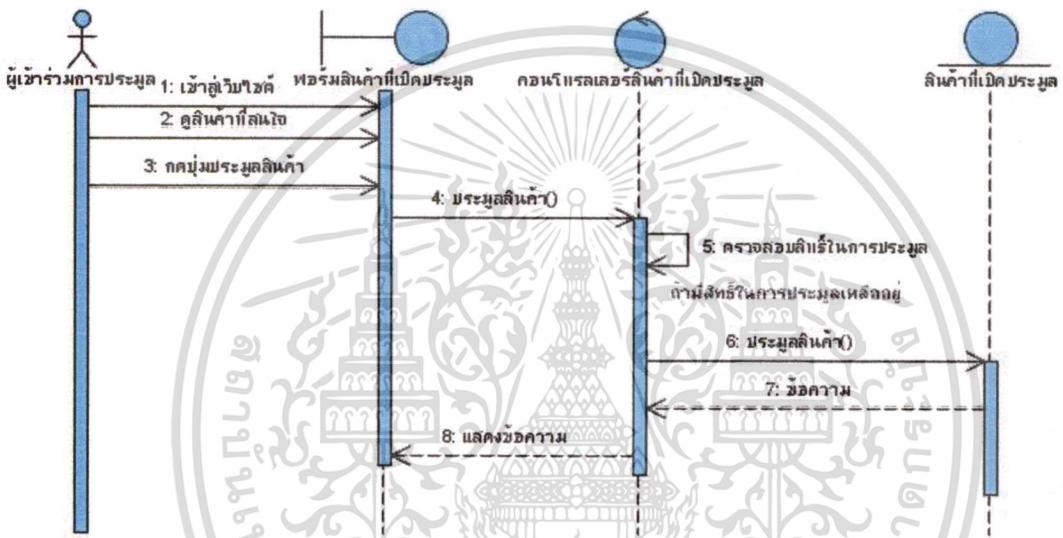 ผู้เข้าร่วมการประมูล
ฟอร์มสินค้าที่เปิดประมูล
คอนโทรลเลอร์สินค้าที่เปิดประมูล
สินค้าที่เปิดประมูล
1: เข้าสู่เว็บไซต์
2: ดูสินค้าที่สนใจ
3: กดปุ่มประมูลสินค้า
4: ประมูลสินค้า()
5: ตรวจสอบสิทธิ์ในการประมูล
ถ้ามีสิทธิ์ในการประมูลเหลืออยู่
6: ประมูลสินค้า()
7: ข้อความ
8: แสดงข้อความ